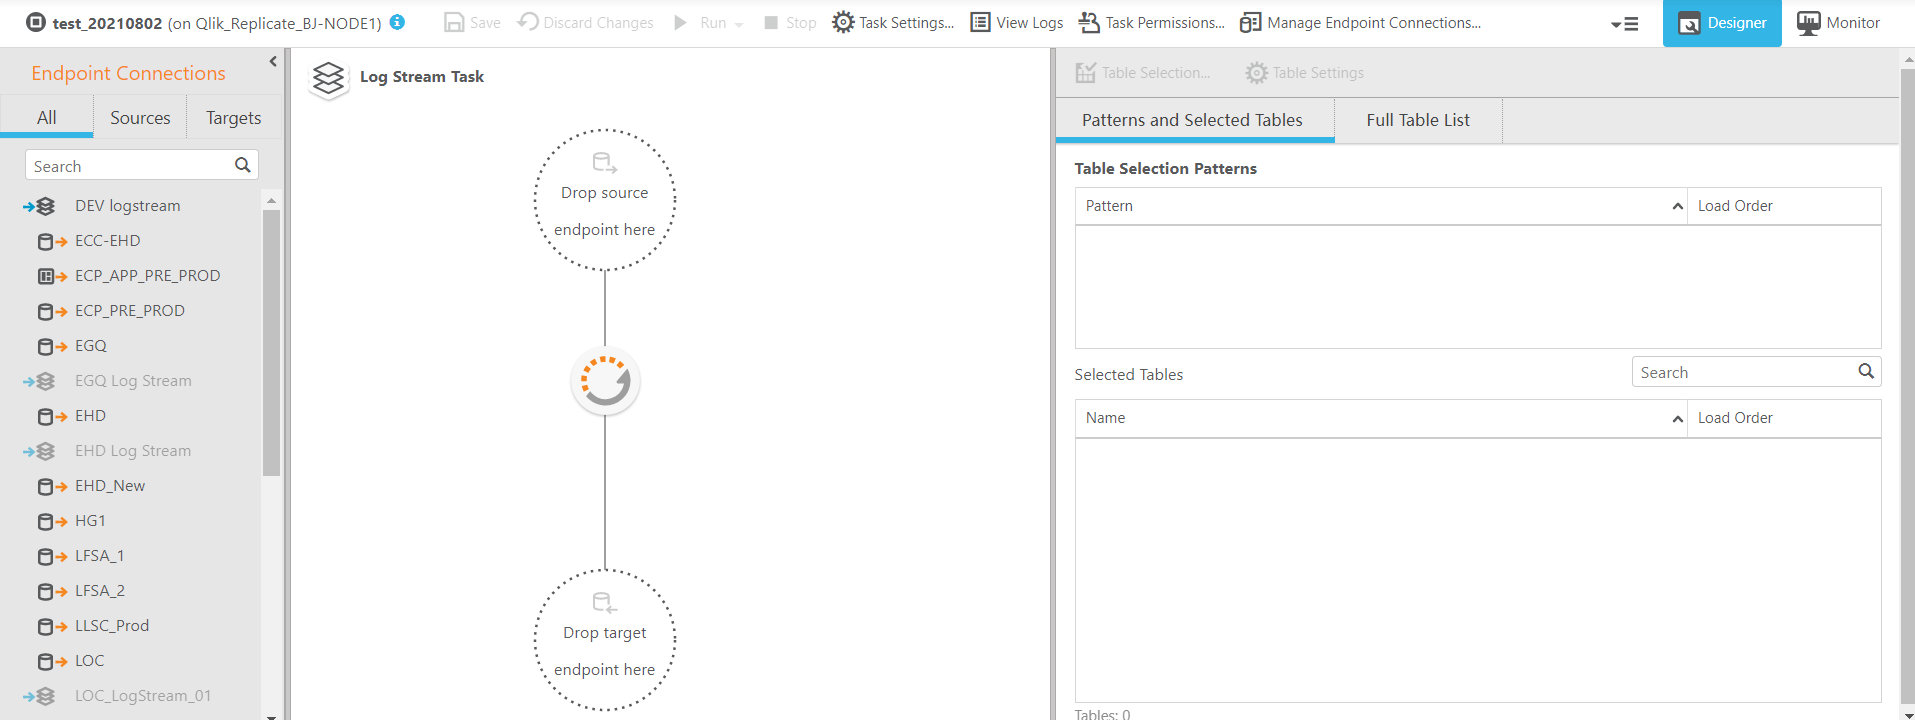 test_20210802 (on Qlik_Replicate_BJ-NODE1)
Save
Discard Changes
Run
Stop
Task Settings...
View Logs
Task Permissions...
Manage Endpoint Connections...
Designer
Monitor
Endpoint Connections
All
Sources
Targets
Search
DEV logstream
ECC-EHD
ECP_APP_PRE_PROD
ECP_PRE_PROD
EGQ
EGQ Log Stream
EHD
EHD Log Stream
EHD_New
HG1
LFSA_1
LFSA_2
LLSC_Prod
LOC
LOC_LogStream_01
Log Stream Task
Drop source
endpoint here
Drop target
endpoint here
Table Selection...
Table Settings
Patterns and Selected Tables
Full Table List
Table Selection Patterns
Pattern
Load Order
Selected Tables
Search
Name
Load Order
Tables: 0